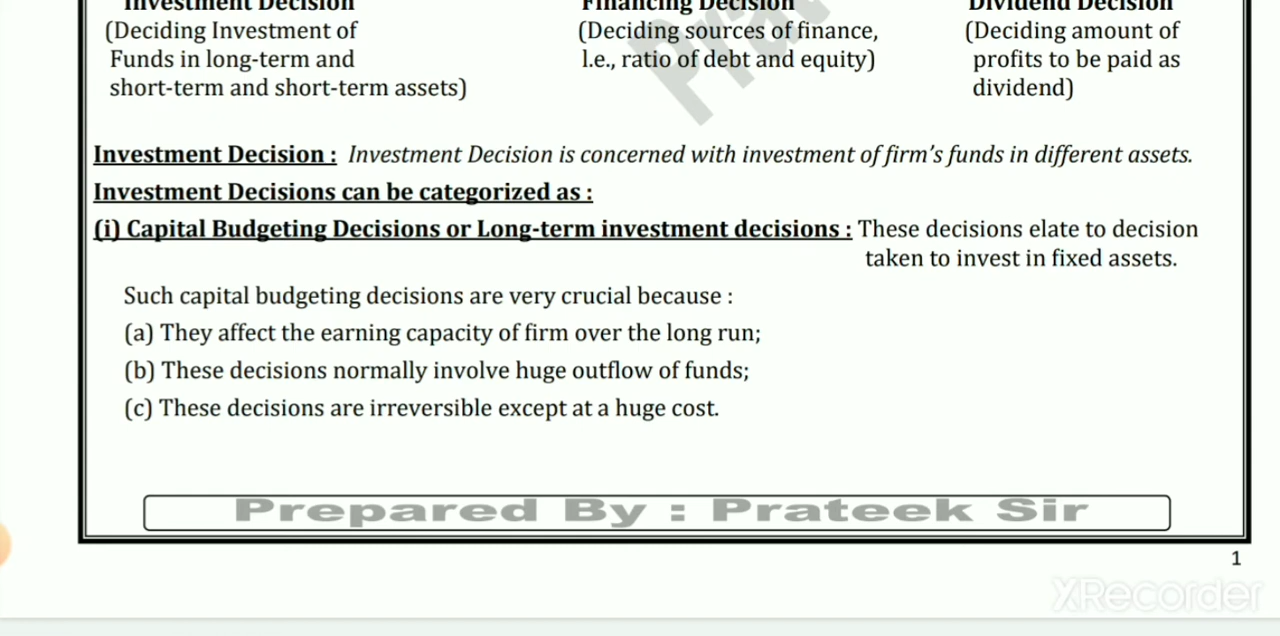 Investment Decision
Financing Decision
Dividend Decision
(Deciding Investment of
Funds in long-term and
short-term and short-term assets)
(Deciding sources of finance,
l.e., ratio of debt and equity)
(Deciding amount of
profits to be paid as
dividend)
Investment Decision : Investment Decision is concerned with investment of firm's funds in different assets.
Investment Decisions can be categorized as :
(i) Capital Budgeting Decisions or Long-term investment decisions : These decisions elate to decision
taken to invest in fixed assets.
Such capital budgeting decisions are very crucial because :
(a) They affect the earning capacity of firm over the long run;
(b) These decisions normally involve huge outflow of funds;
(c) These decisions are irreversible except at a huge cost.
Prepared By : Prateek Sir
1
XRecorder